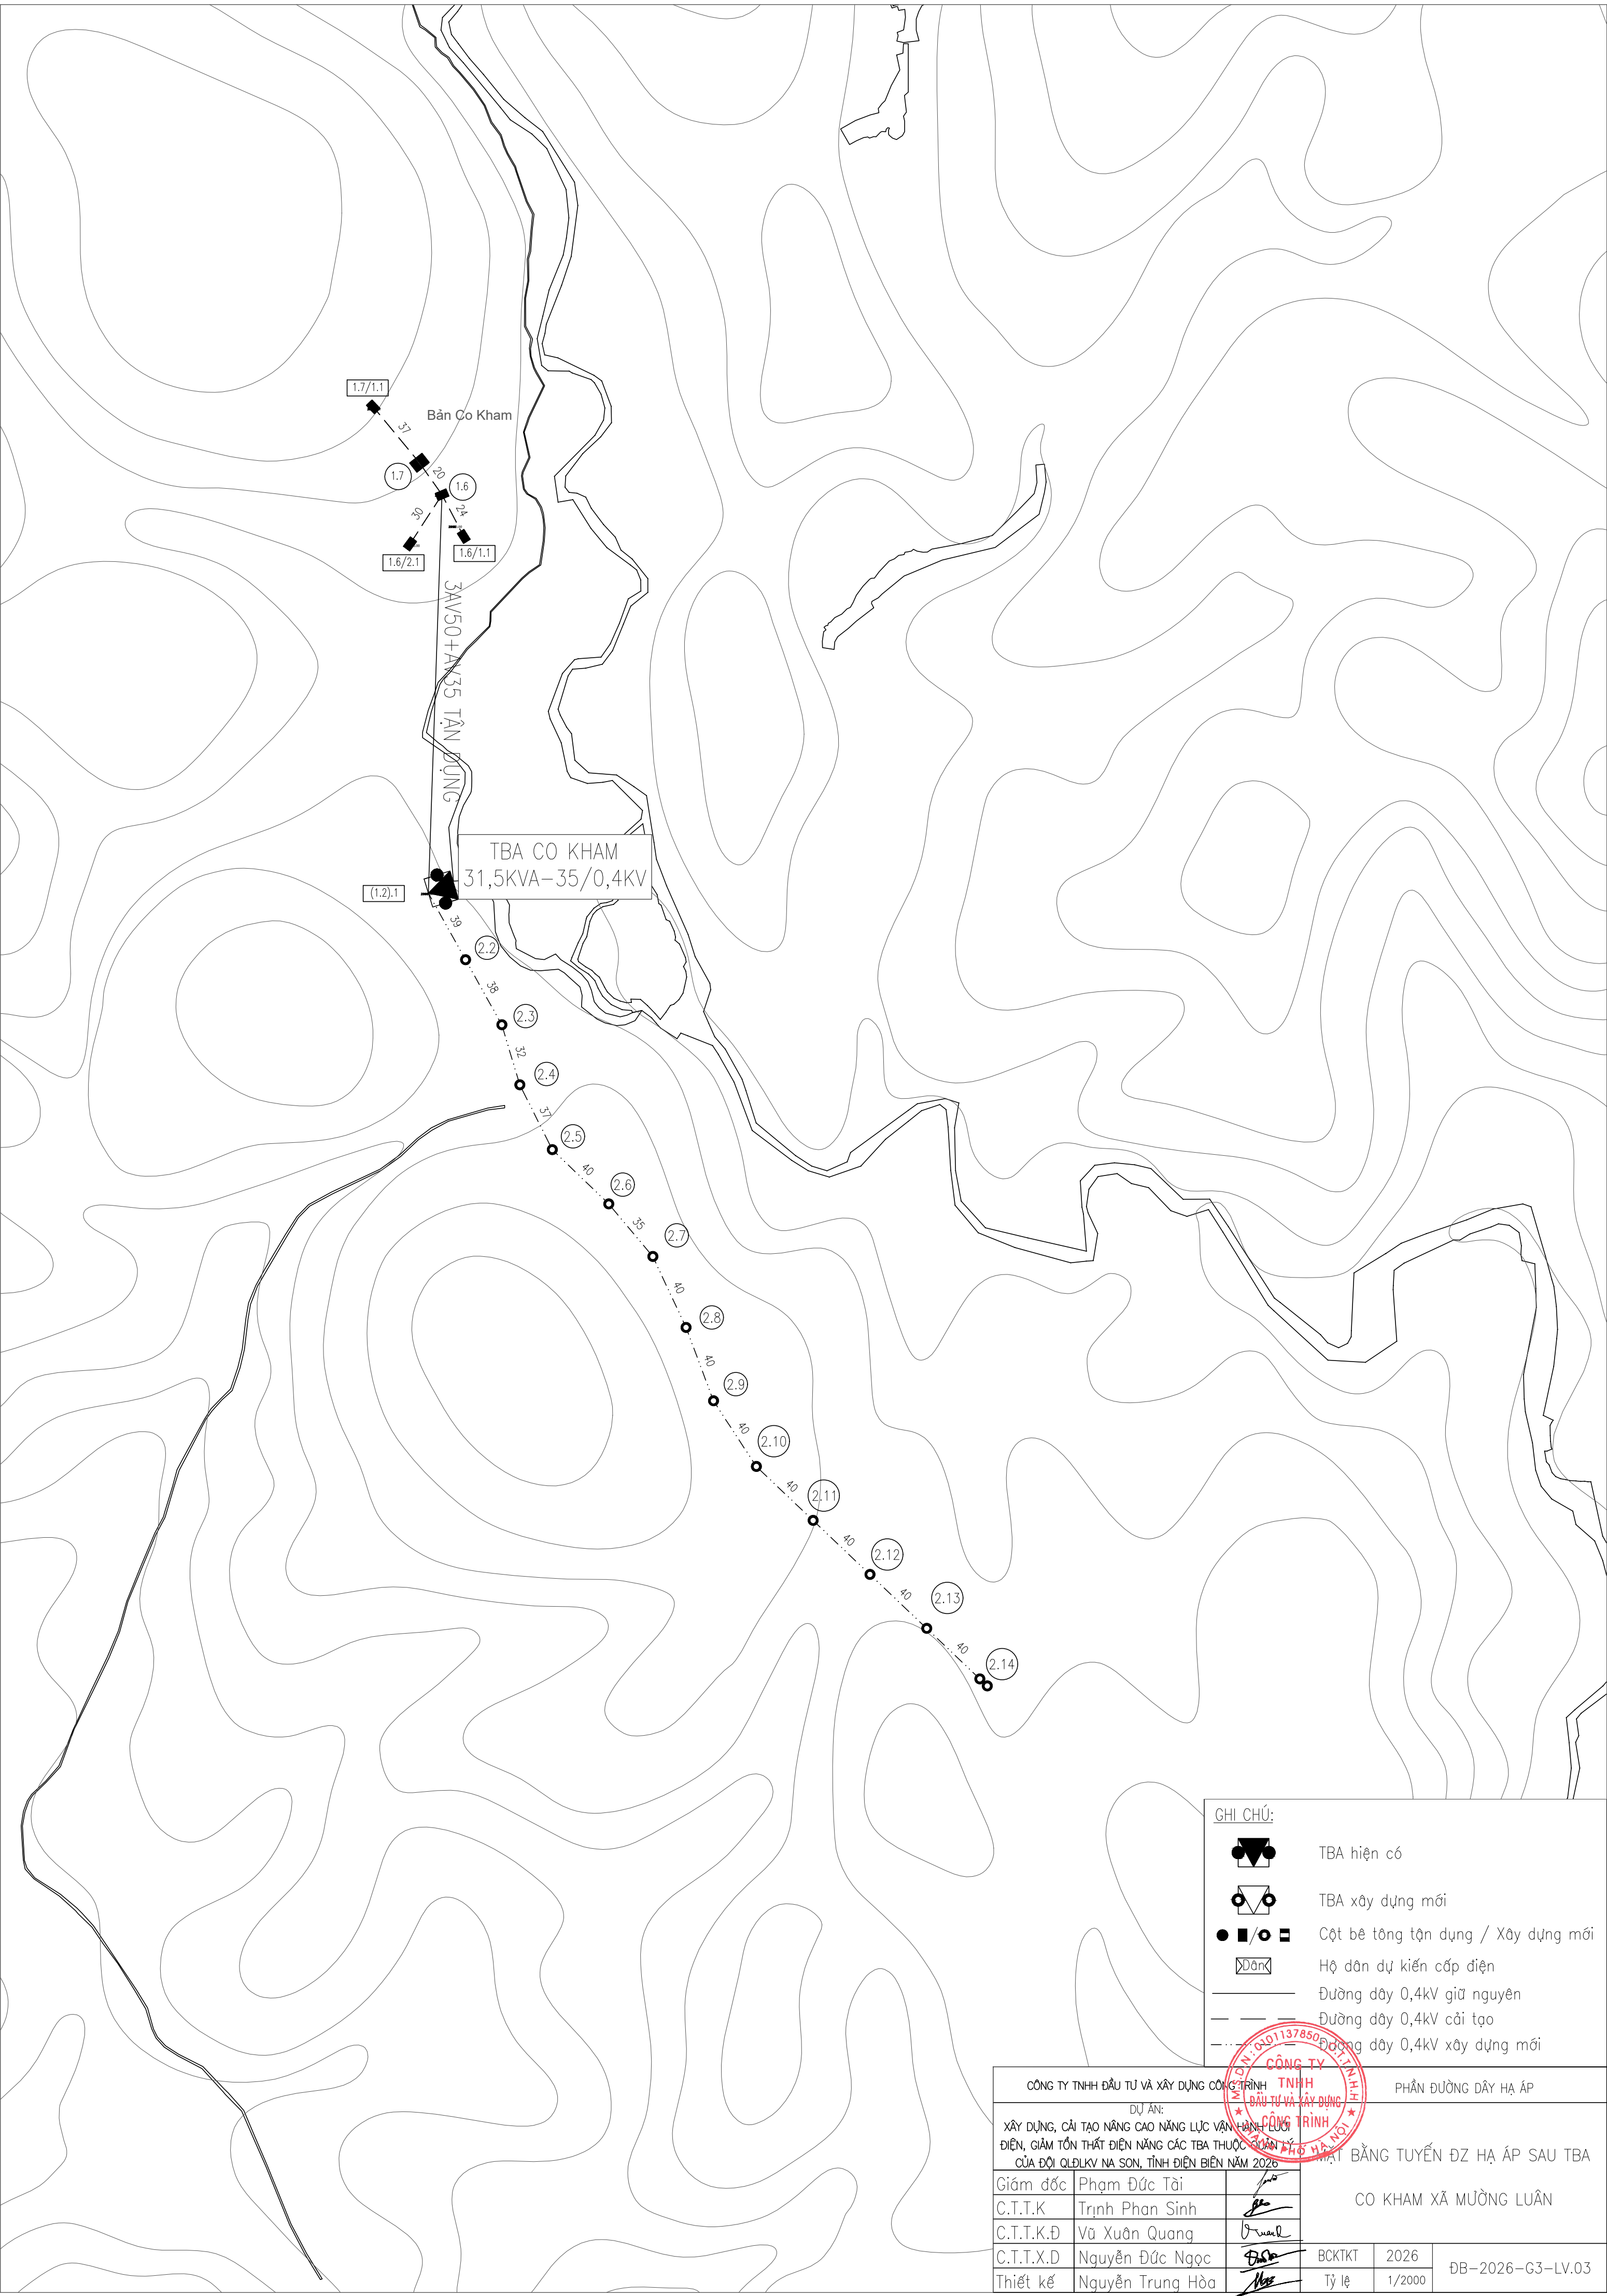 1.7/1.1
Bản Co Kham
37
1.7
20
1.6
30
24
1.6/2.1
1.6/1.1
3AV50+AV35 TẬN DỤNG
TBA CO KHAM
31,5KVA-35/0,4KV
(1.2).1
39
2.2
38
2.3
32
2.4
37
2.5
40
2.6
35
2.7
40
2.8
40
2.9
40
2.10
40
2.11
40
2.12
40
2.13
40
2.14
GHI CHÚ:
TBA hiện có
TBA xây dựng mới
Cột bê tông tận dụng / Xây dựng mới
Dân
Hộ dân dự kiến cấp điện
Đường dây 0,4kV giữ nguyên
Đường dây 0,4kV cải tạo
Đường dây 0,4kV xây dựng mới
M.S.D.N: 0101137850 - C.T.T.N.H.H
CÔNG TY
TNHH
ĐẦU TƯ VÀ XÂY DỰNG
CÔNG TRÌNH
THÀNH PHỐ HÀ NỘI
CÔNG TY TNHH ĐẦU TƯ VÀ XÂY DỰNG CÔNG TRÌNH
PHẦN ĐƯỜNG DÂY HẠ ÁP
DỰ ÁN:
XÂY DỰNG, CẢI TẠO NÂNG CAO NĂNG LỰC VẬN HÀNH LƯỚI
ĐIỆN, GIẢM TỔN THẤT ĐIỆN NĂNG CÁC TBA THUỘC QUẢN LÝ
CỦA ĐỘI QLĐLKV NA SON, TỈNH ĐIỆN BIÊN NĂM 2026
MẶT BẰNG TUYẾN ĐZ HẠ ÁP SAU TBA
CO KHAM XÃ MƯỜNG LUÂN
Giám đốc Phạm Đức Tài
C.T.T.K Trịnh Phan Sinh
C.T.T.K.Đ Vũ Xuân Quang
C.T.T.X.D Nguyễn Đức Ngọc
Thiết kế Nguyễn Trung Hòa
BCKTKT 2026
Tỷ lệ 1/2000
ĐB-2026-G3-LV.03